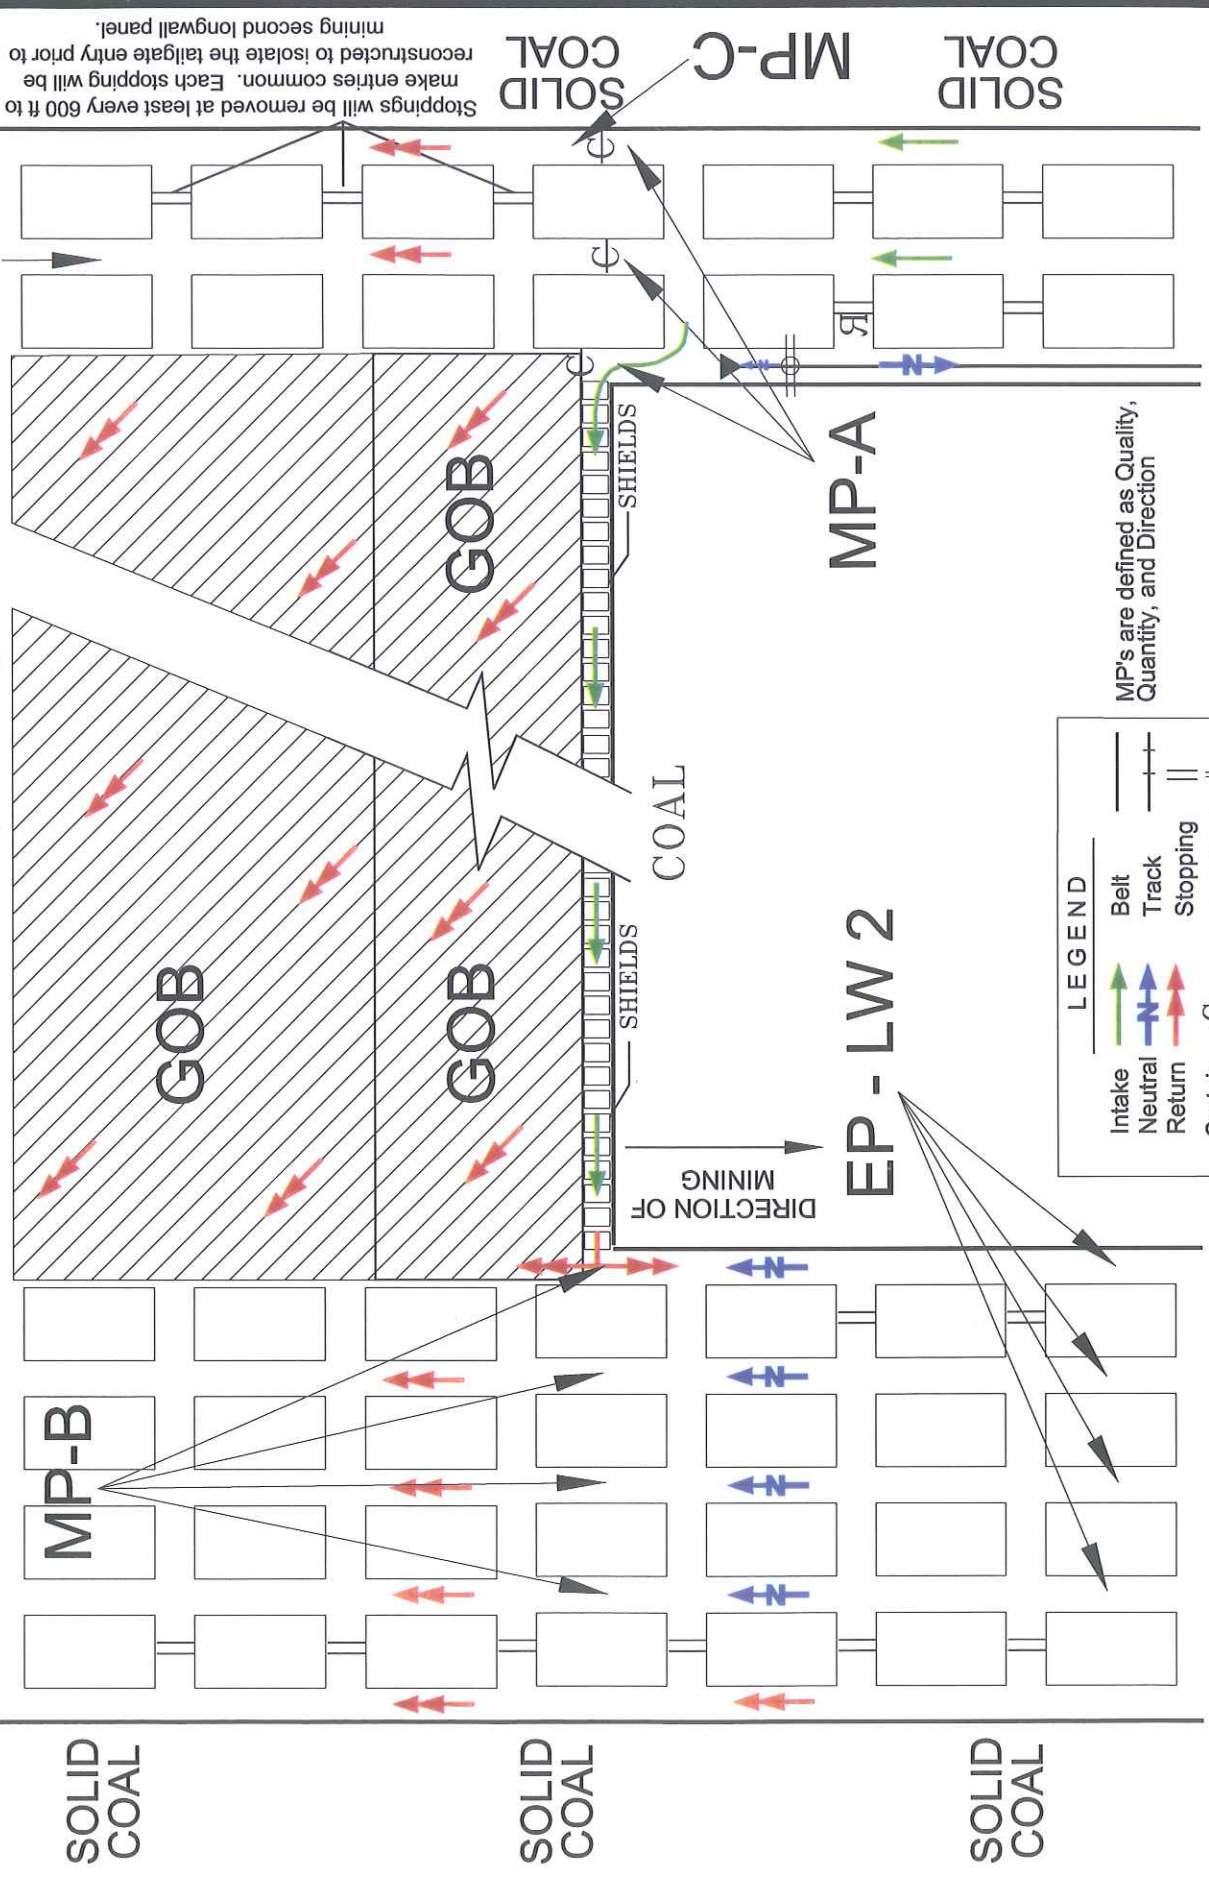 Stoppings will be removed at least every 600 ft to
make entries common. Each stopping will be
reconstructed to isolate the tailgate entry prior to
mining second longwall panel.
SOLID
COAL
MP-C
SOLID
COAL
C
C
C
R
N
N
GOB
SHIELDS
MP-A
GOB
GOB
COAL
SHIELDS
DIRECTION OF
MINING
EP - LW 2
MP's are defined as Quality,
Quantity, and Direction
LEGEND
Intake
Belt
Neutral
N
Track
Return
Stopping
MP-B
N
N
N
N
SOLID
COAL
SOLID
COAL
SOLID
COAL